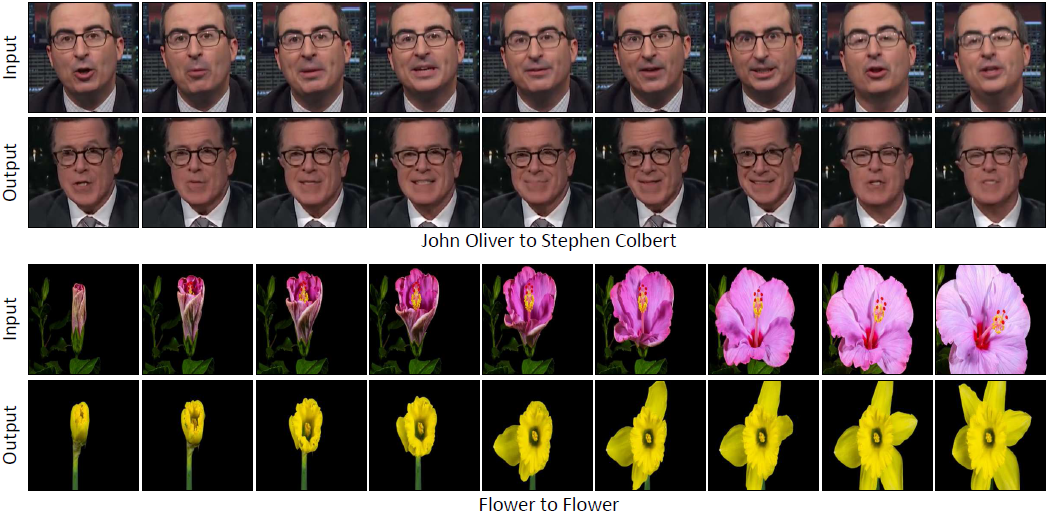 Input
Output
John Oliver to Stephen Colbert
Input
Output
Flower to Flower